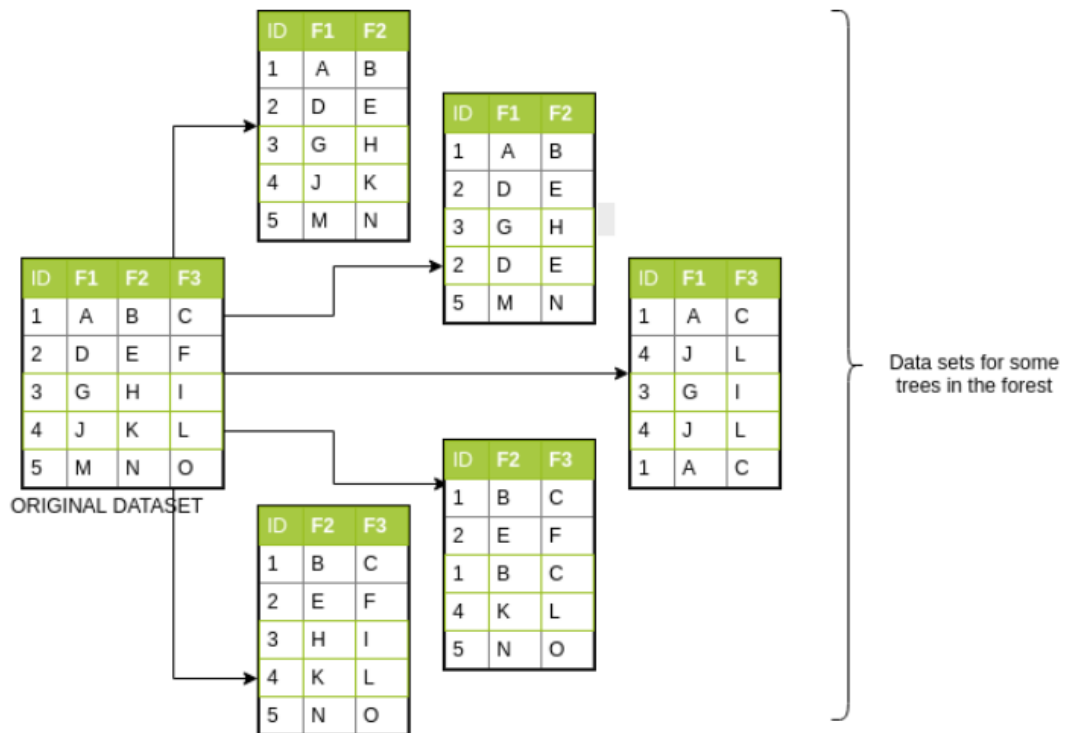 ID F1 F2
1 A B
2 D E
3 G H
4 J K
5 M N
ID F1 F2
1 A B
2 D E
3 G H
2 D E
5 M N
ID F1 F2 F3
1 A B C
2 D E F
3 G H I
4 J K L
5 M N O
ORIGINAL DATASET
ID F1 F3
1 A C
4 J L
3 G I
4 J L
1 A C
Data sets for some
trees in the forest
ID F2 F3
1 B C
2 E F
1 B C
4 K L
5 N O
ID F2 F3
1 B C
2 E F
3 H I
4 K L
5 N O